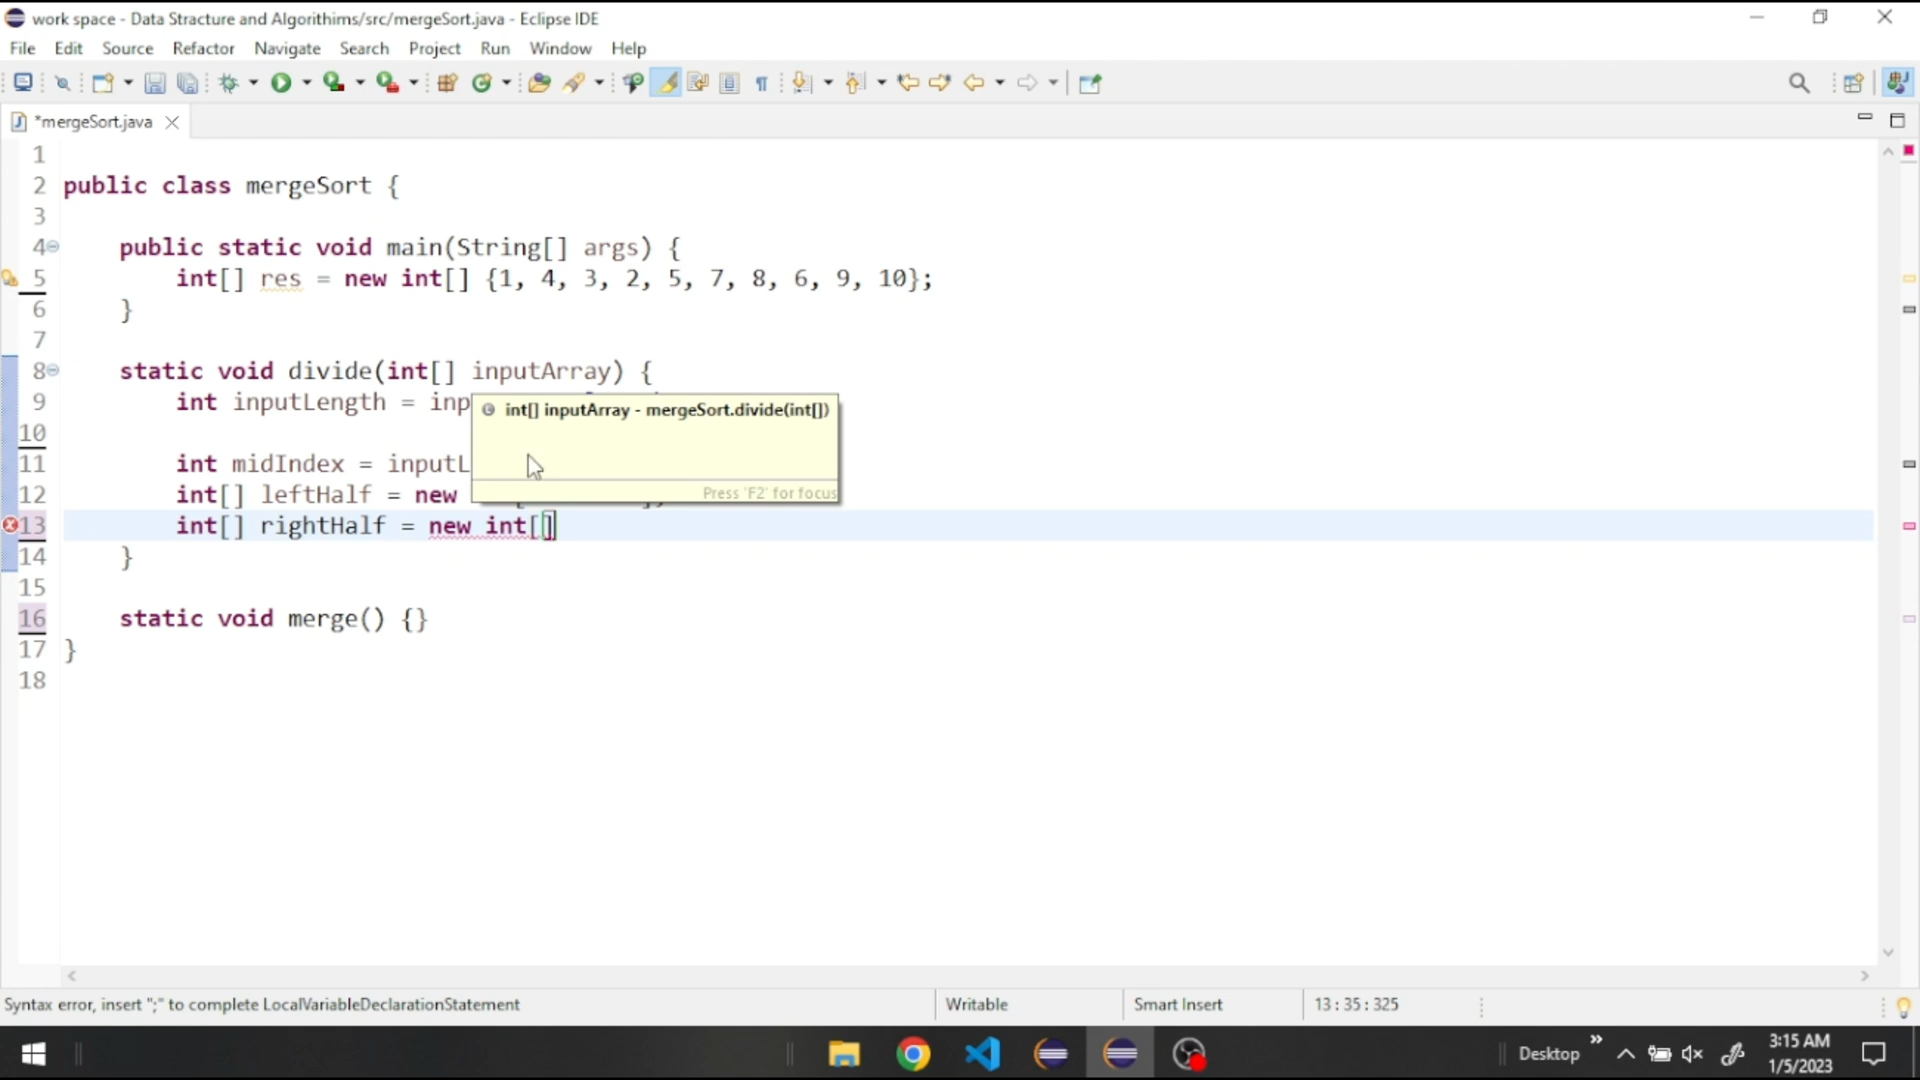 work space - Data Stracture and Algorithims/src/mergeSort.java - Eclipse IDE
File Edit Source Refactor Navigate Search Project Run Window Help
*mergeSort.java
1
2 public class mergeSort {
3
4 public static void main(String[] args) {
5 int[] res = new int[] {1, 4, 3, 2, 5, 7, 8, 6, 9, 10};
6 }
7
8 static void divide(int[] inputArray) {
9 int inputLength = inp
int[] inputArray - mergeSort.divide(int[])
10
11 int midIndex = inputL
12 int[] leftHalf = new
Press 'F2' for focus
13 int[] rightHalf = new int[]
14 }
15
16 static void merge() {}
17 }
18
Syntax error, insert ";" to complete LocalVariableDeclarationStatement Writable Smart Insert 13 : 35 : 325
Desktop 3:15 AM
1/5/2023